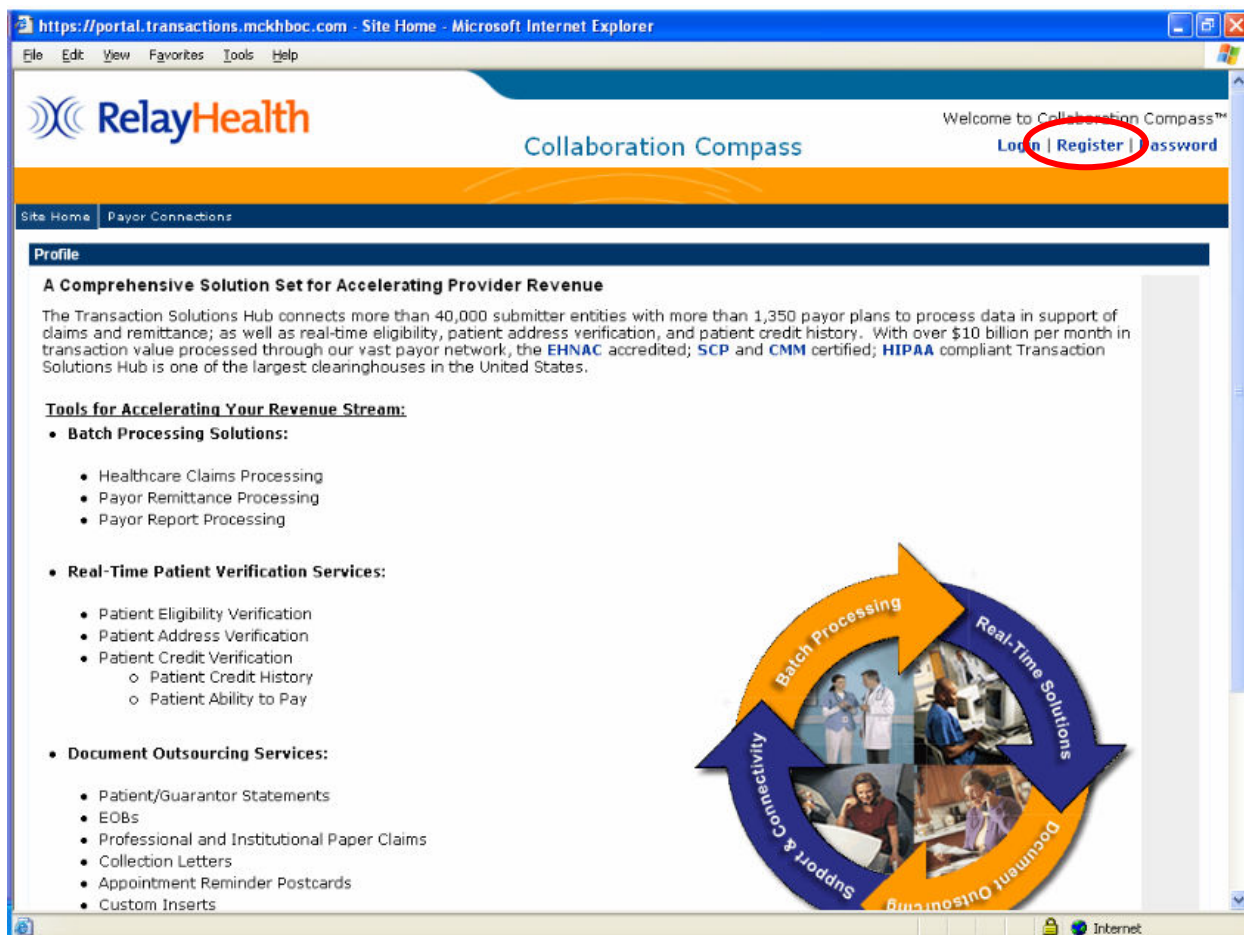 https://portal.transactions.mckhboc.com - Site Home - Microsoft Internet Explorer
File Edit View Favorites Tools Help
RelayHealth
Collaboration Compass
Welcome to Collaboration Compass™
Login | Register | Password
Site Home Payor Connections
Profile
A Comprehensive Solution Set for Accelerating Provider Revenue
The Transaction Solutions Hub connects more than 40,000 submitter entities with more than 1,350 payor plans to process data in support of
claims and remittance; as well as real-time eligibility, patient address verification, and patient credit history. With over $10 billion per month in
transaction value processed through our vast payor network, the EHNAC accredited; SCP and CMM certified; HIPAA compliant Transaction
Solutions Hub is one of the largest clearinghouses in the United States.
Tools for Accelerating Your Revenue Stream:
• Batch Processing Solutions:
• Healthcare Claims Processing
• Payor Remittance Processing
• Payor Report Processing
• Real-Time Patient Verification Services:
• Patient Eligibility Verification
• Patient Address Verification
• Patient Credit Verification
o Patient Credit History
o Patient Ability to Pay
• Document Outsourcing Services:
• Patient/Guarantor Statements
• EOBs
• Professional and Institutional Paper Claims
• Collection Letters
• Appointment Reminder Postcards
• Custom Inserts
Batch Processing
Real-Time Solutions
Document Outsourcing
Support & Connectivity
Internet